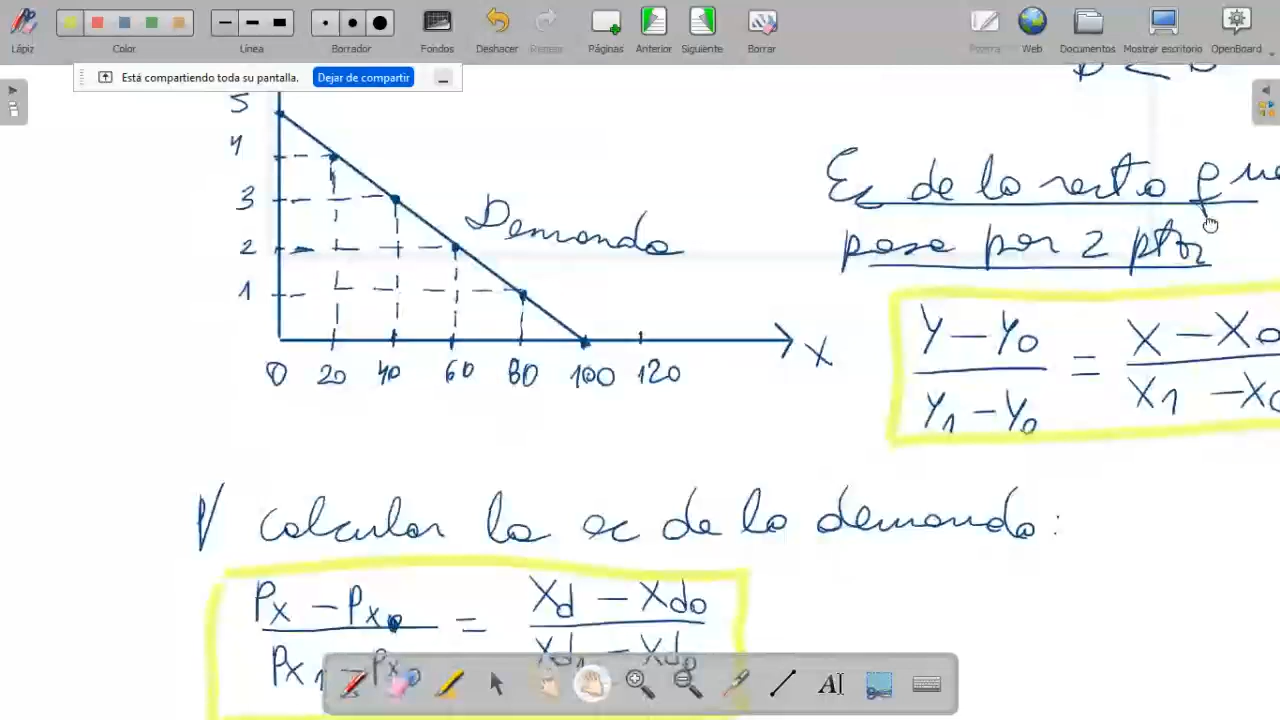 Lápiz Color Línea Borrador Fondos Deshacer Páginas Anterior Siguiente Borrar Web Documentos Mostrar escritorio OpenBoard
Está compartiendo toda su pantalla. Dejar de compartir
5
4
3
2
1
Demanda
0 20 40 60 80 100 120
X
Ec de la recta que
pasa por 2 ptos
Y - Y0 / Y1 - Y0 = X - X0 / X1 - X0
P/ calcular la ec de la demanda:
Px - Px0 / Px1 - Px0 = Xd - Xd0 / Xd1 - Xd0